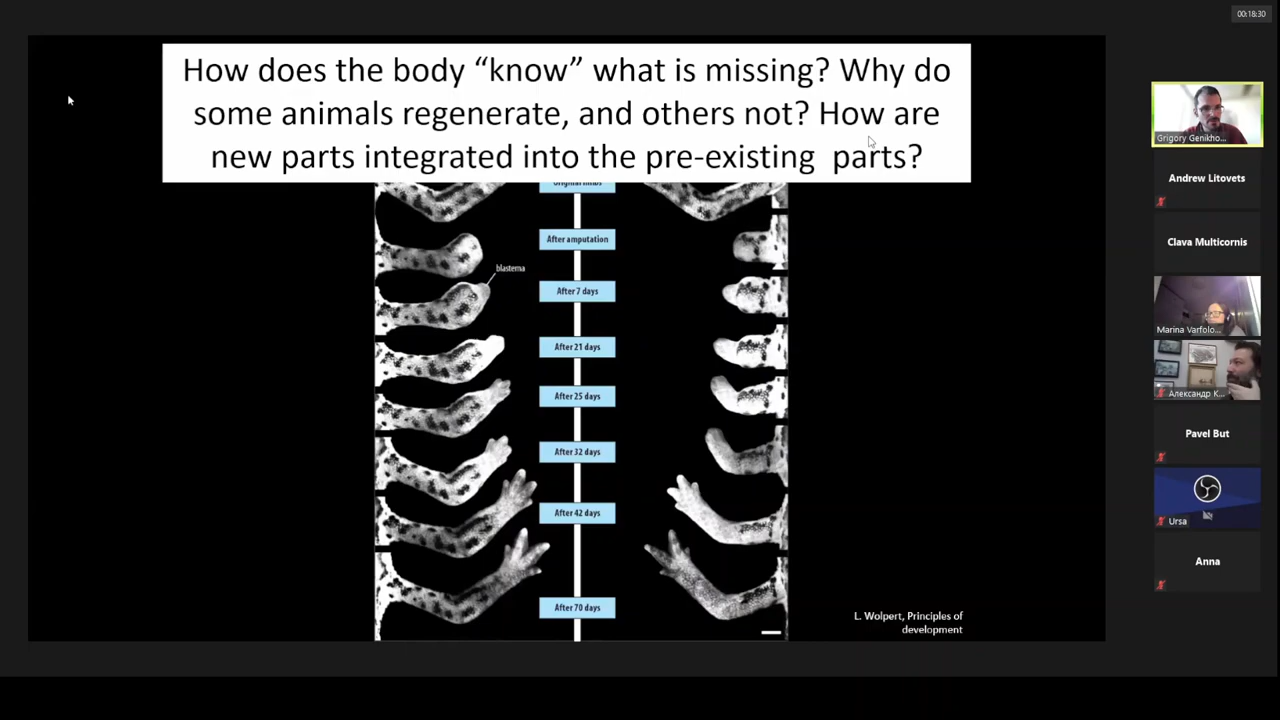 00:18:30
How does the body “know” what is missing? Why do
some animals regenerate, and others not? How are
new parts integrated into the pre-existing parts?
Original limbs
After amputation
blastema
After 7 days
After 21 days
After 25 days
After 32 days
After 42 days
After 70 days
L. Wolpert, Principles of
development
Grigory Genikho...
Andrew Litovets
Clava Multicornis
Marina Varfolo...
Александр К...
Pavel But
Ursa
Anna